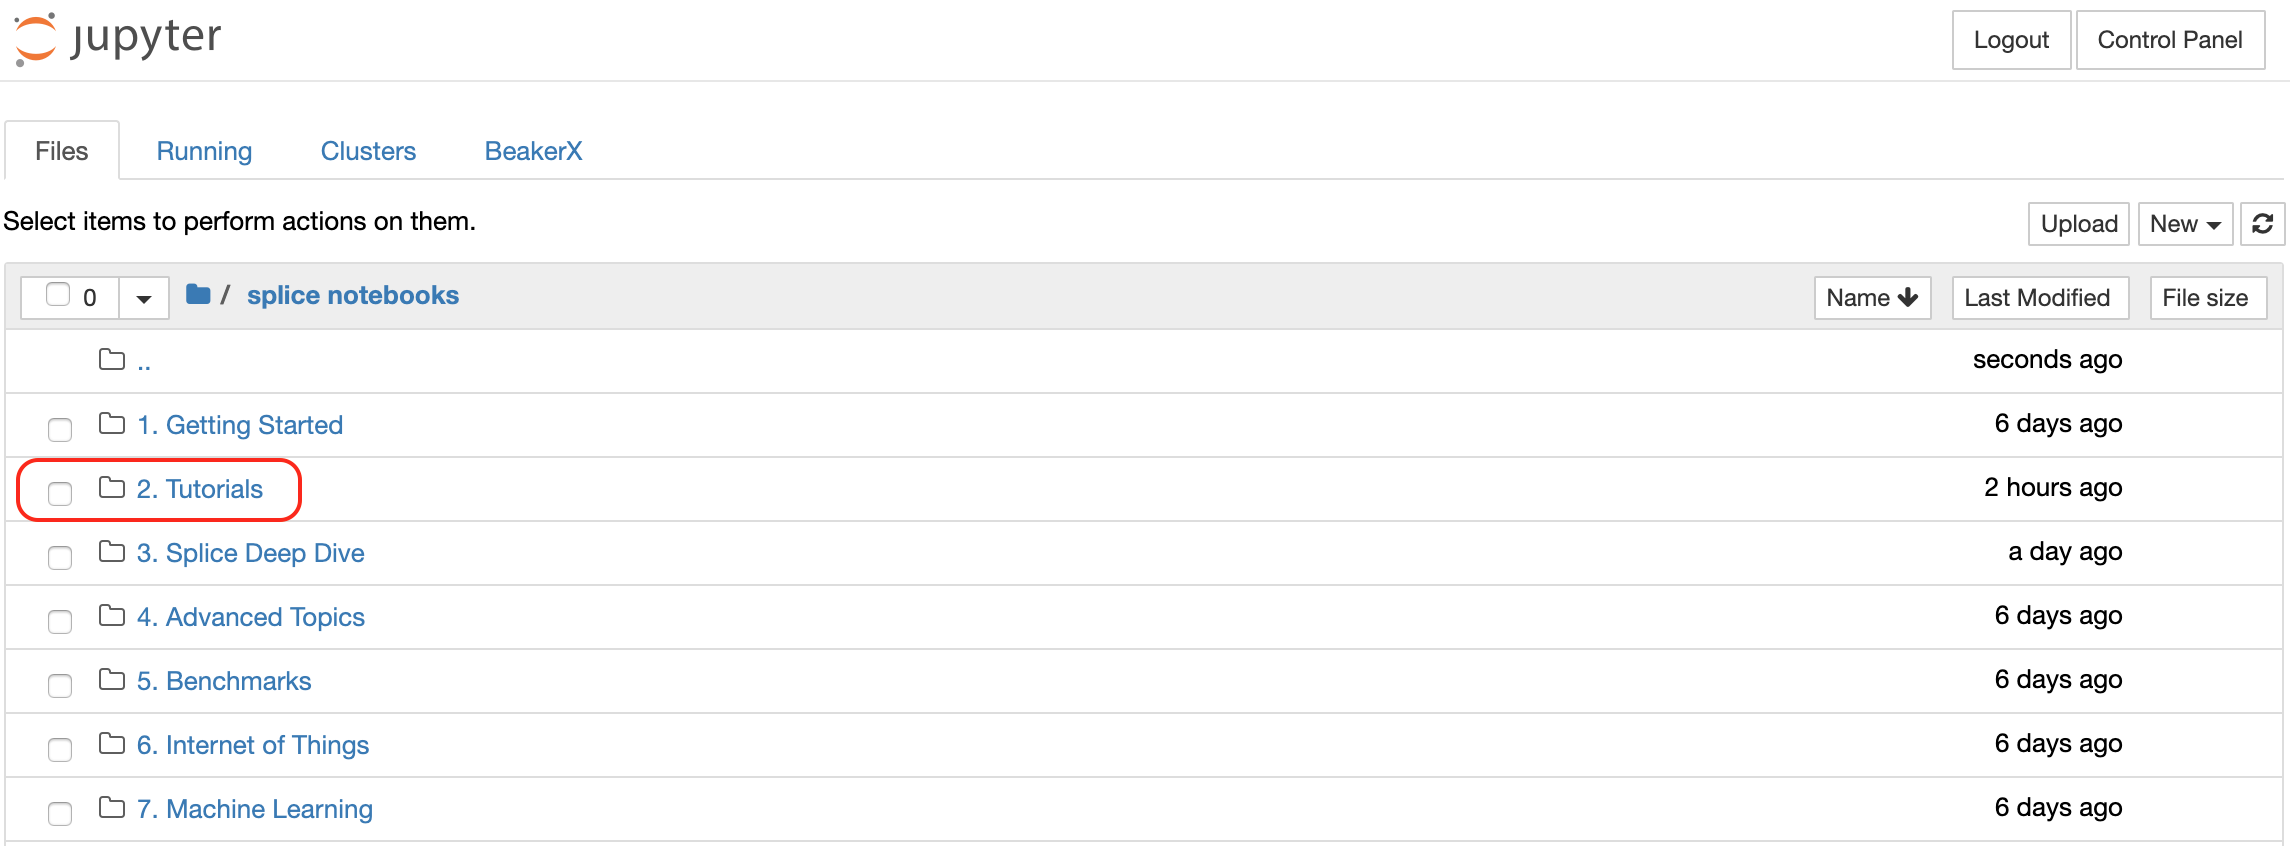 jupyter
Logout
Control Panel
Files
Running
Clusters
BeakerX
Select items to perform actions on them.
Upload
New
0
/ splice notebooks
Name
Last Modified
File size
..
seconds ago
1. Getting Started
6 days ago
2. Tutorials
2 hours ago
3. Splice Deep Dive
a day ago
4. Advanced Topics
6 days ago
5. Benchmarks
6 days ago
6. Internet of Things
6 days ago
7. Machine Learning
6 days ago